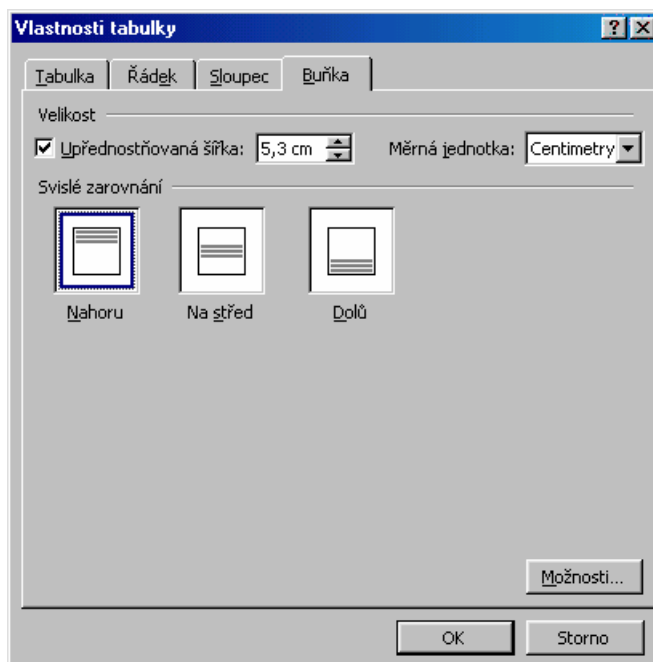 Vlastnosti tabulky
Tabulka Řádek Sloupec Buňka
Velikost
Upřednostňovaná šířka: 5,3 cm Měrná jednotka: Centimetry
Svislé zarovnání
Nahoru Na střed Dolů
Možnosti...
OK Storno